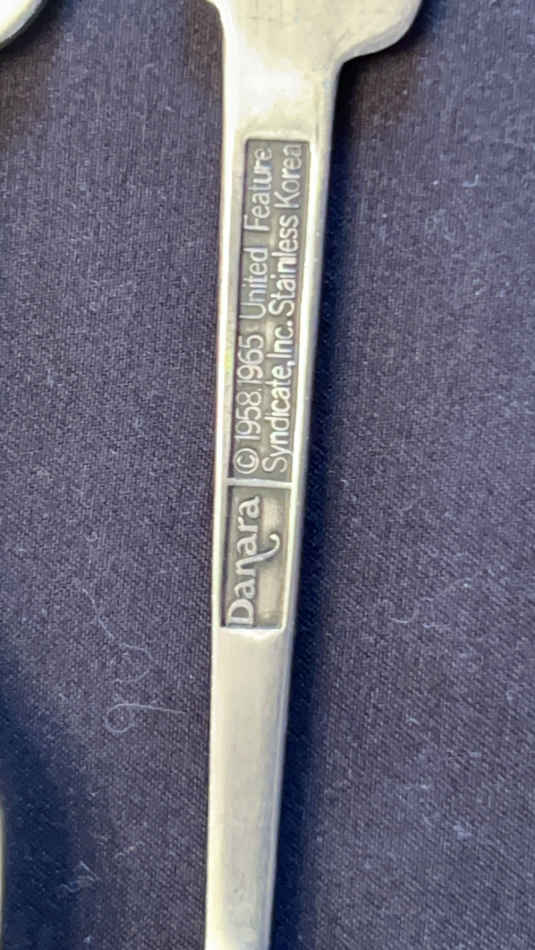 Danara
© 1958.1965 United Feature
Syndicate, Inc. Stainless Korea